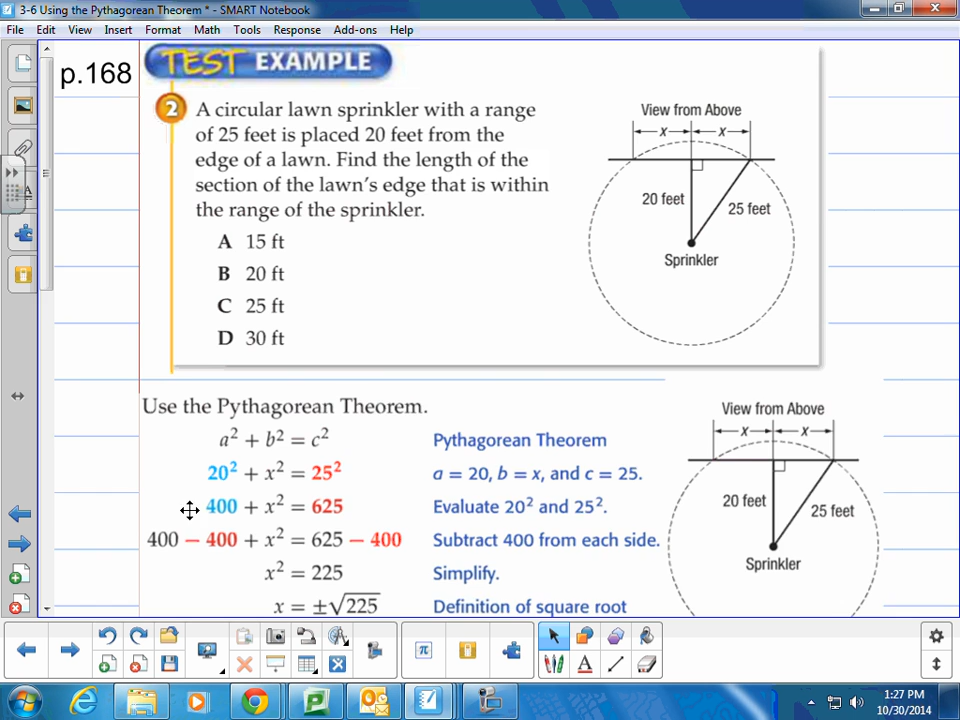 3-6 Using the Pythagorean Theorem * - SMART Notebook
File Edit View Insert Format Math Tools Response Add-ons Help
p.168
TEST EXAMPLE
2 A circular lawn sprinkler with a range
of 25 feet is placed 20 feet from the
edge of a lawn. Find the length of the
section of the lawn's edge that is within
the range of the sprinkler.
A 15 ft
B 20 ft
C 25 ft
D 30 ft
View from Above
x x
20 feet
25 feet
Sprinkler
Use the Pythagorean Theorem.
a² + b² = c² Pythagorean Theorem
20² + x² = 25² a = 20, b = x, and c = 25.
400 + x² = 625 Evaluate 20² and 25².
400 − 400 + x² = 625 − 400 Subtract 400 from each side.
x² = 225 Simplify.
x = ±√225 Definition of square root
View from Above
x x
20 feet
25 feet
Sprinkler
π
A
1:27 PM
10/30/2014